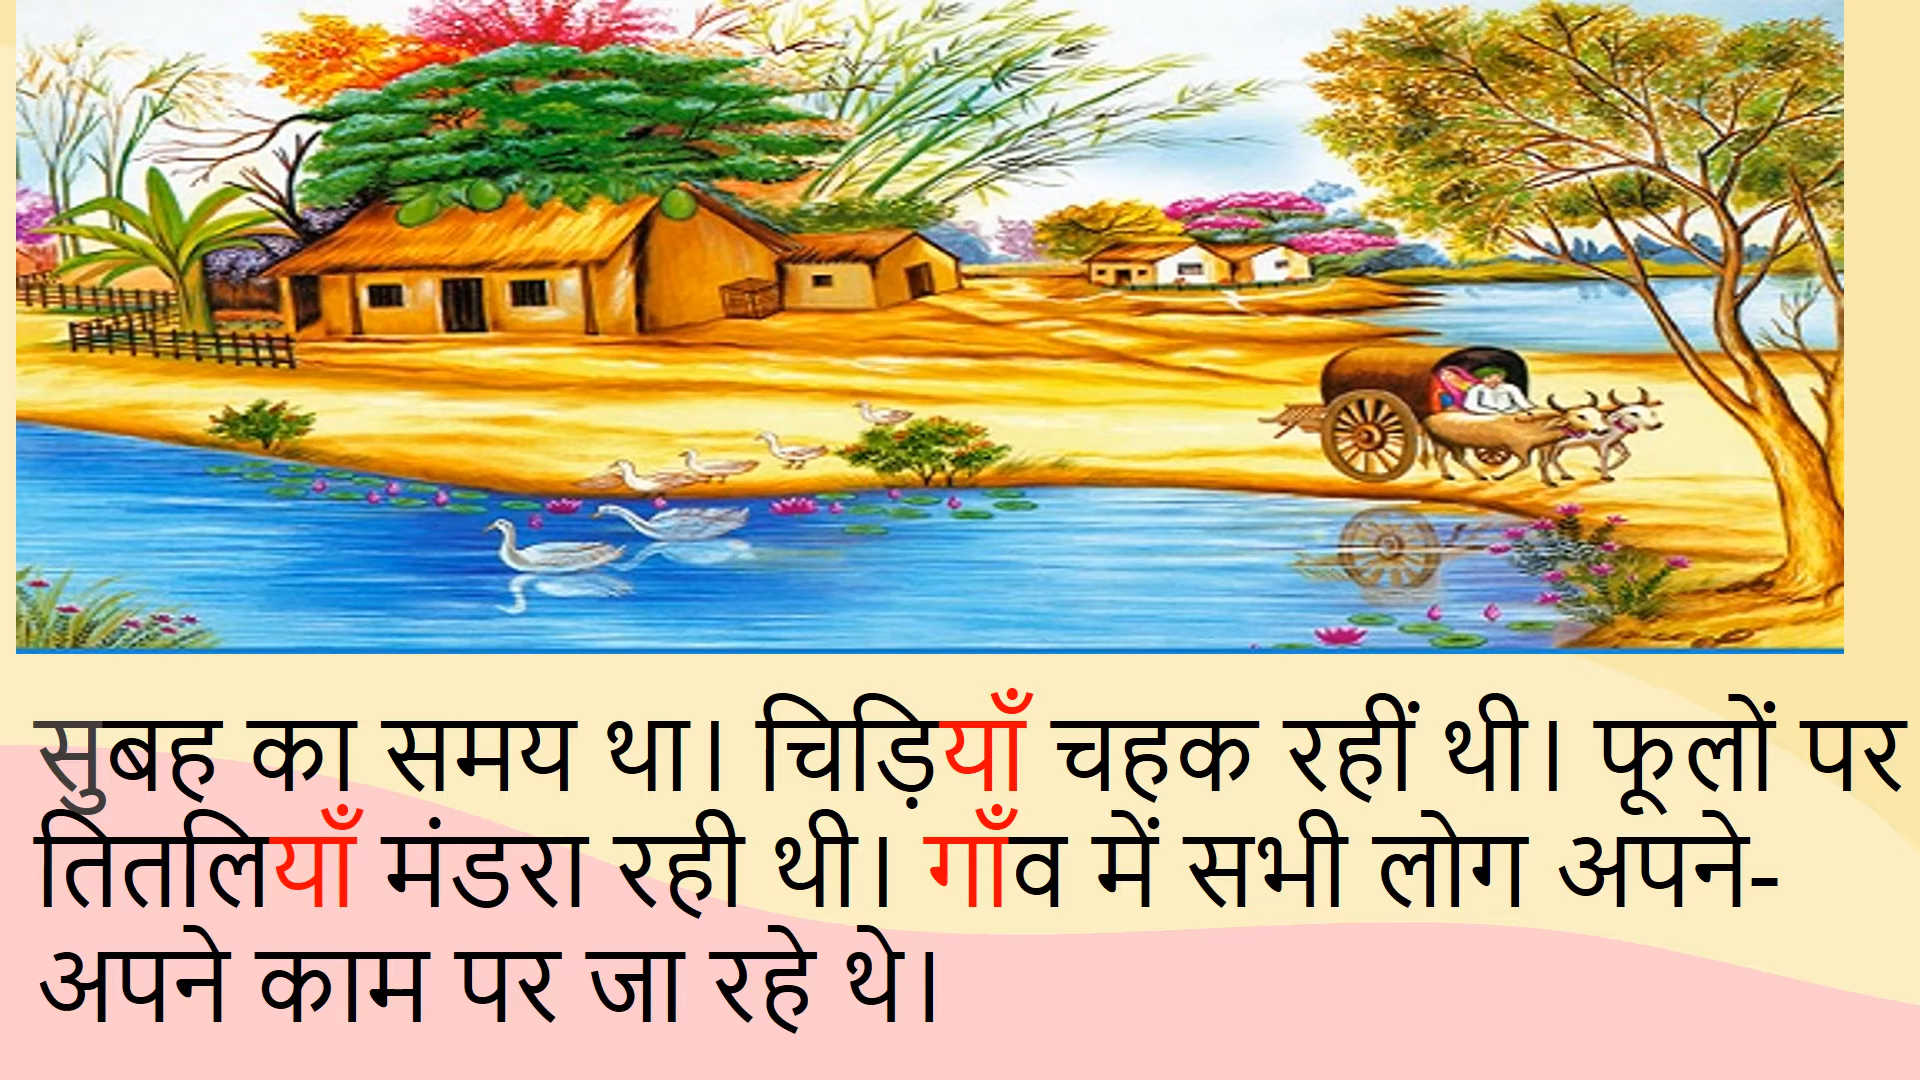 सुबह का समय था। चिड़ियाँ चहक रहीं थी। फूलों पर
तितलियाँ मंडरा रही थी। गाँव में सभी लोग अपने-
अपने काम पर जा रहे थे।